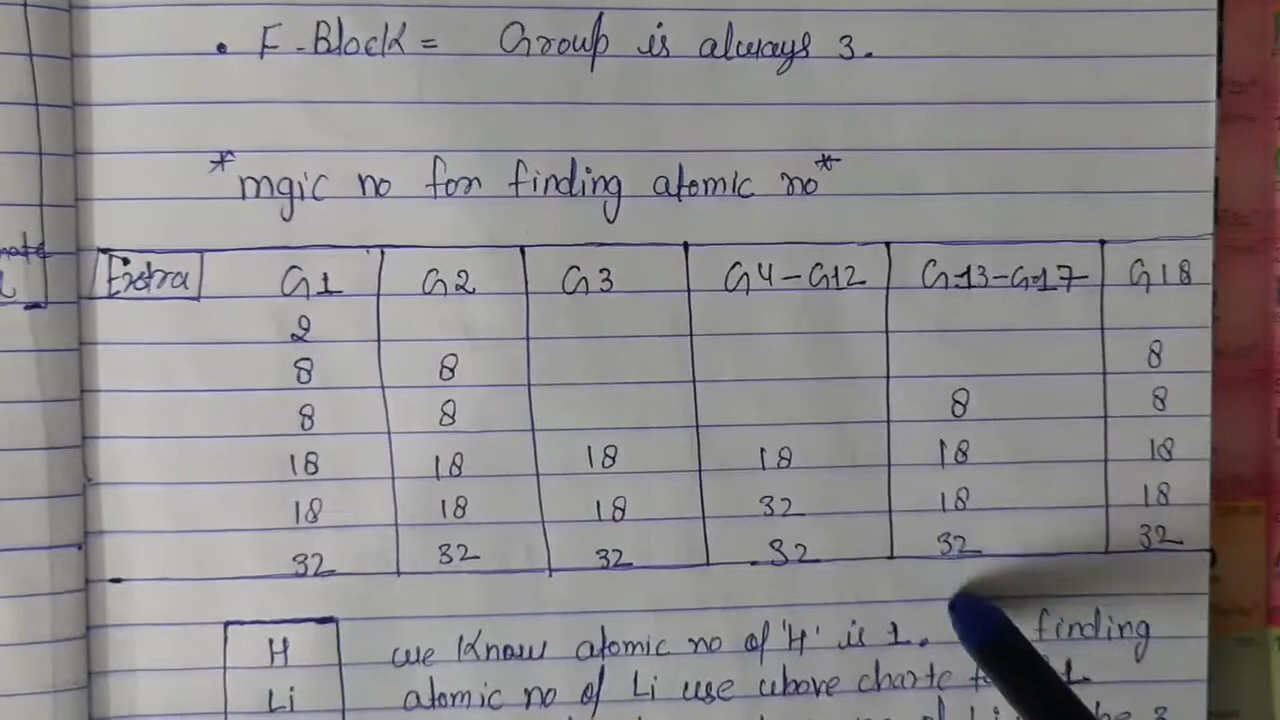 • F-Block = Group is always 3.
*mgic no for finding atomic no*
Extra G1 G2 G3 G4-G12 G13-G17 G18
2
8 8 8
8 8 8 8
18 18 18 18 18 18
18 18 18 32 18 18
32 32 32 32 32 32
H we know atomic no of 'H' is 1. finding
Li atomic no of Li use above charte